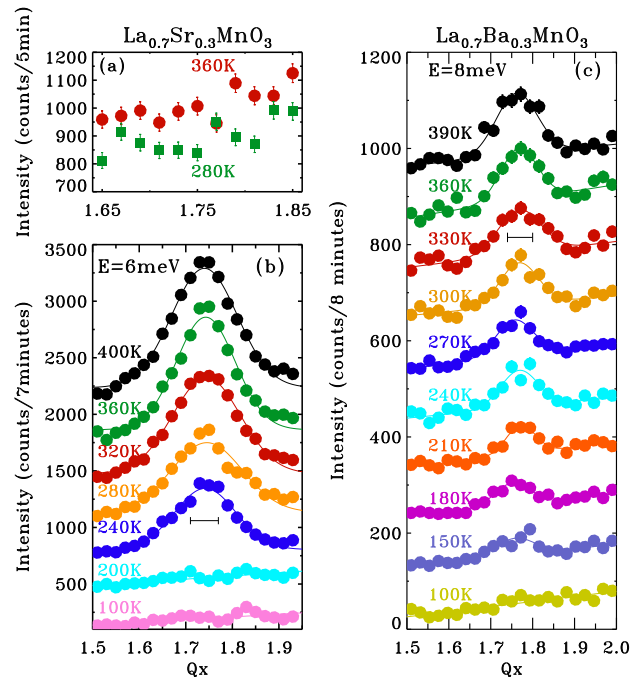 La0.7Sr0.3MnO3
La0.7Ba0.3MnO3
Intensity (counts/5min)
1200
1100
1000
900
800
700
(a)
360K
280K
1.65
1.75
1.85
Intensity (counts/7minutes)
3500
3000
2500
2000
1500
1000
500
E=6meV
(b)
400K
360K
320K
280K
240K
200K
100K
1.5
1.6
1.7
1.8
1.9
Qx
Intensity (counts/8 minutes)
1200
1000
800
600
400
200
0
E=8meV
(c)
390K
360K
330K
300K
270K
240K
210K
180K
150K
100K
1.5
1.6
1.7
1.8
1.9
2.0
Qx